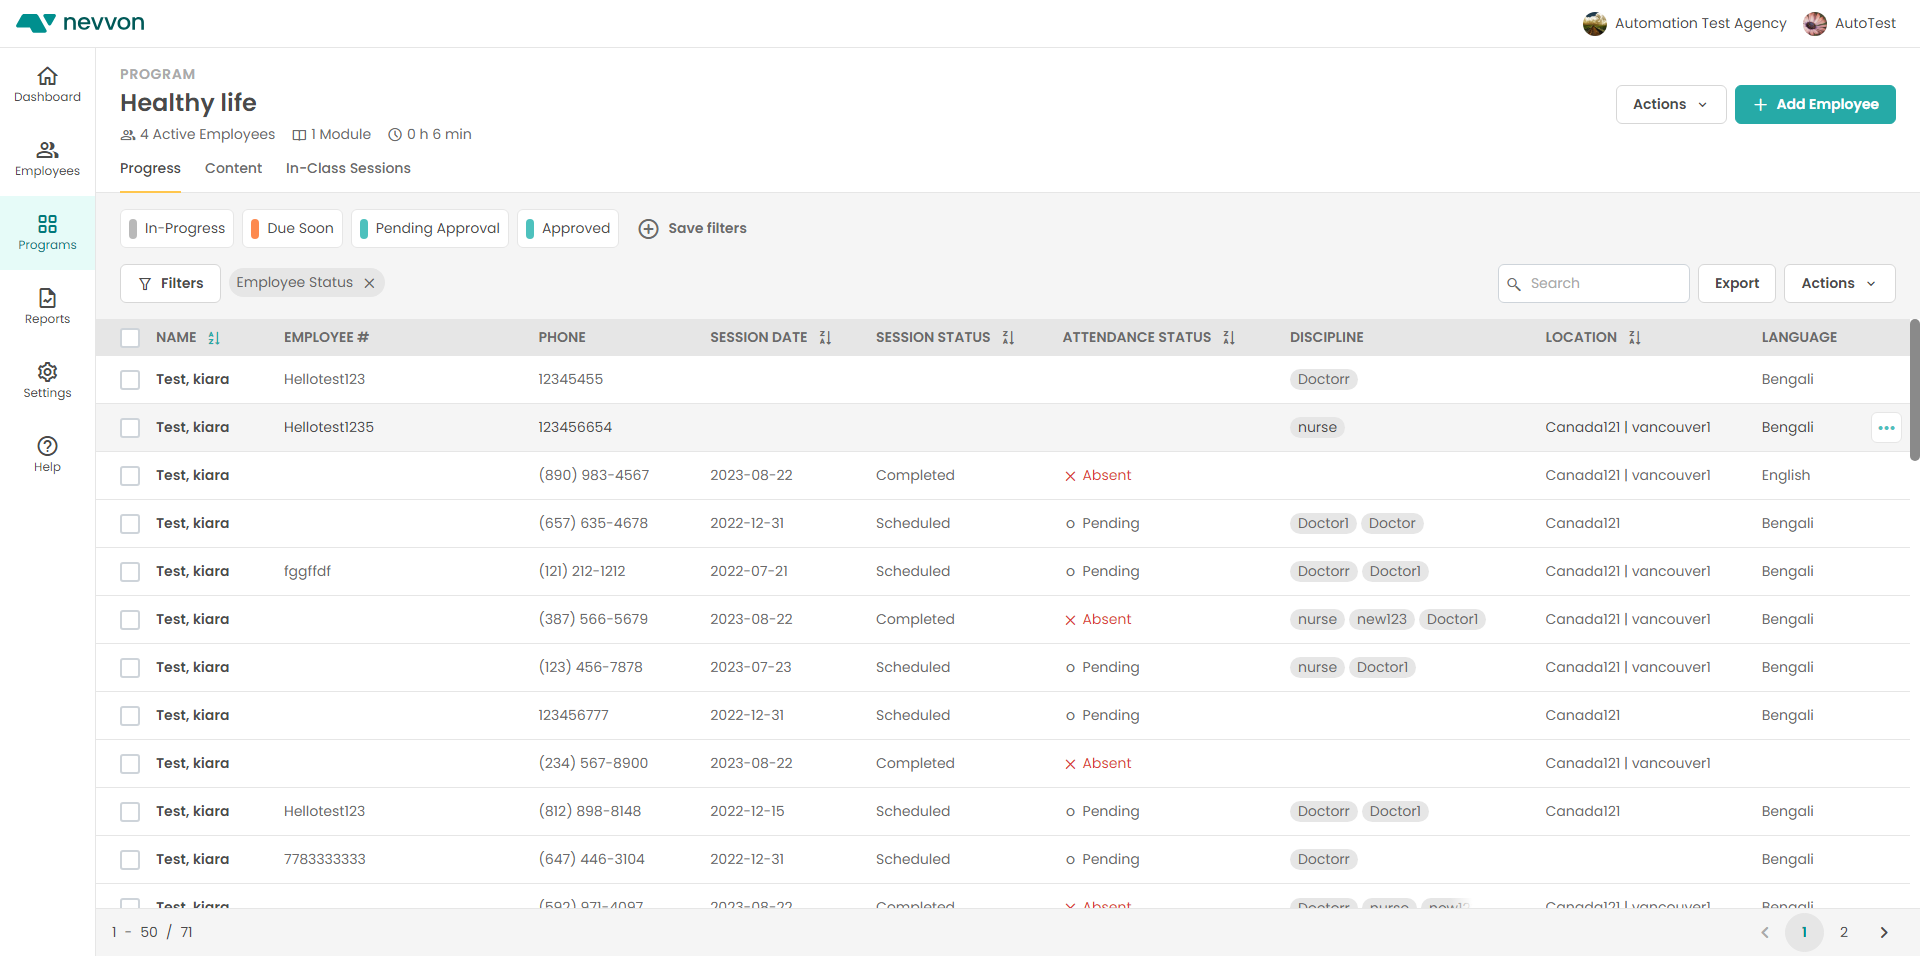 nevvon
Automation Test Agency AutoTest
Dashboard
Employees
Programs
Reports
Settings
Help
PROGRAM
Healthy life
4 Active Employees 1 Module 0 h 6 min
Actions + Add Employee
Progress Content In-Class Sessions
In-Progress Due Soon Pending Approval Approved Save filters
Filters Employee Status Search Export Actions
NAME EMPLOYEE # PHONE SESSION DATE SESSION STATUS ATTENDANCE STATUS DISCIPLINE LOCATION LANGUAGE
Test, kiara Hellotest123 12345455 Doctorr Bengali
Test, kiara Hellotest1235 123456654 nurse Canada121 | vancouver1 Bengali
Test, kiara (890) 983-4567 2023-08-22 Completed Absent Canada121 | vancouver1 English
Test, kiara (657) 635-4678 2022-12-31 Scheduled Pending Doctor1 Doctor Canada121 Bengali
Test, kiara fggffdf (121) 212-1212 2022-07-21 Scheduled Pending Doctorr Doctor1 Canada121 | vancouver1 Bengali
Test, kiara (387) 566-5679 2023-08-22 Completed Absent nurse new123 Doctor1 Canada121 | vancouver1 Bengali
Test, kiara (123) 456-7878 2023-07-23 Scheduled Pending nurse Doctor1 Canada121 | vancouver1 Bengali
Test, kiara 123456777 2022-12-31 Scheduled Pending Canada121 Bengali
Test, kiara (234) 567-8900 2023-08-22 Completed Absent Canada121 | vancouver1
Test, kiara Hellotest123 (812) 898-8148 2022-12-15 Scheduled Pending Doctorr Doctor1 Canada121 Bengali
Test, kiara 7783333333 (647) 446-3104 2022-12-31 Scheduled Pending Doctorr Bengali
Test, kiara (592) 971-4097 2023-08-22 Completed Absent Doctorr nurse Canada121 | vancouver1 Bengali
1 - 50 / 71
1 2